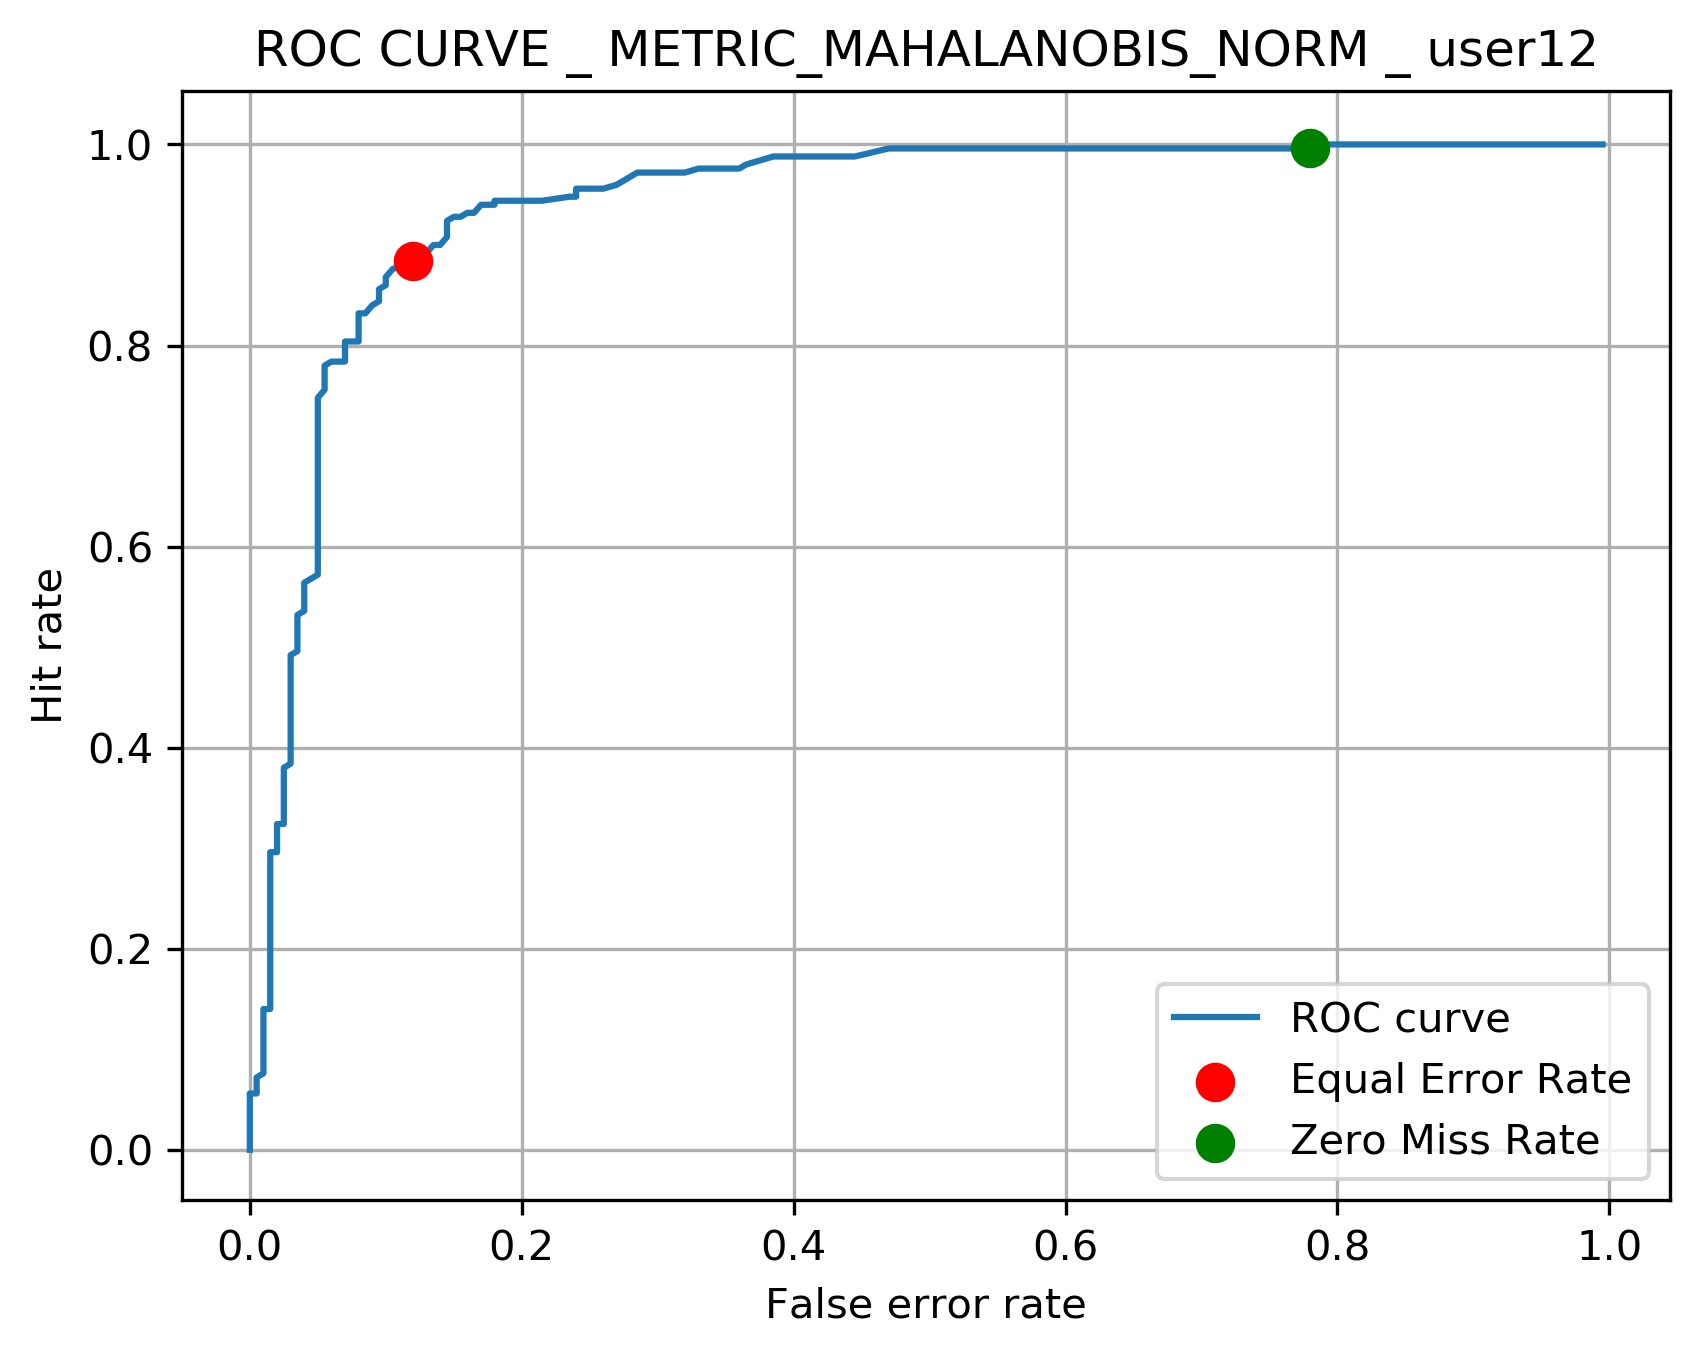 ROC CURVE _ METRIC_MAHALANOBIS_NORM _ user12
1.0
0.8
0.6
0.4
0.2
0.0
Hit rate
ROC curve
Equal Error Rate
Zero Miss Rate
0.0 0.2 0.4 0.6 0.8 1.0
False error rate